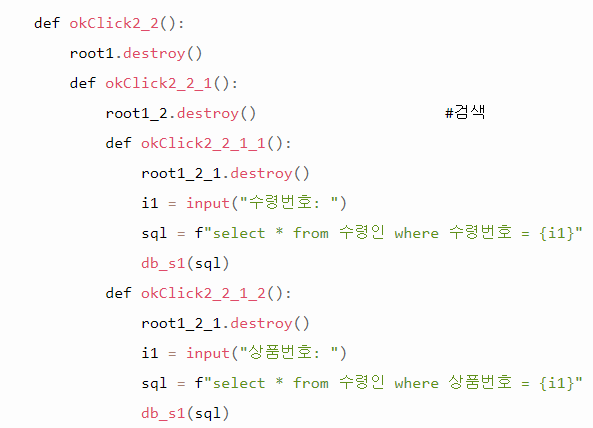 def okClick2_2():
    root1.destroy()
    def okClick2_2_1():
        root1_2.destroy()                     #검색
        def okClick2_2_1_1():
            root1_2_1.destroy()
            i1 = input("수령번호: ")
            sql = f"select * from 수령인 where 수령번호 = {i1}"
            db_s1(sql)
        def okClick2_2_1_2():
            root1_2_1.destroy()
            i1 = input("상품번호: ")
            sql = f"select * from 수령인 where 상품번호 = {i1}"
            db_s1(sql)